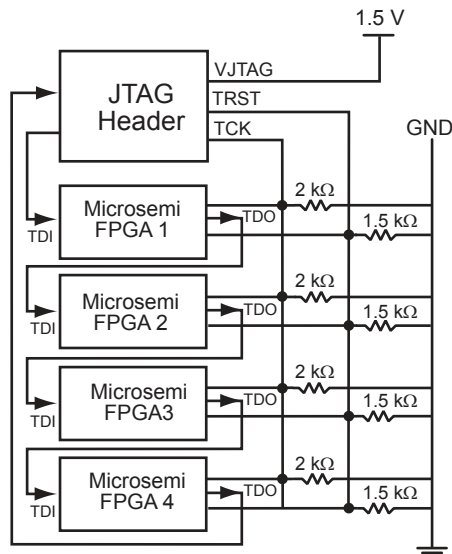 1.5 V
VJTAG
JTAG
Header
TRST
TCK
GND
2 kΩ
Microsemi
FPGA 1
TDO
TDI
1.5 kΩ
2 kΩ
Microsemi
FPGA 2
TDO
TDI
1.5 kΩ
2 kΩ
Microsemi
FPGA3
TDO
TDI
1.5 kΩ
2 kΩ
Microsemi
FPGA 4
TDO
TDI
1.5 kΩ